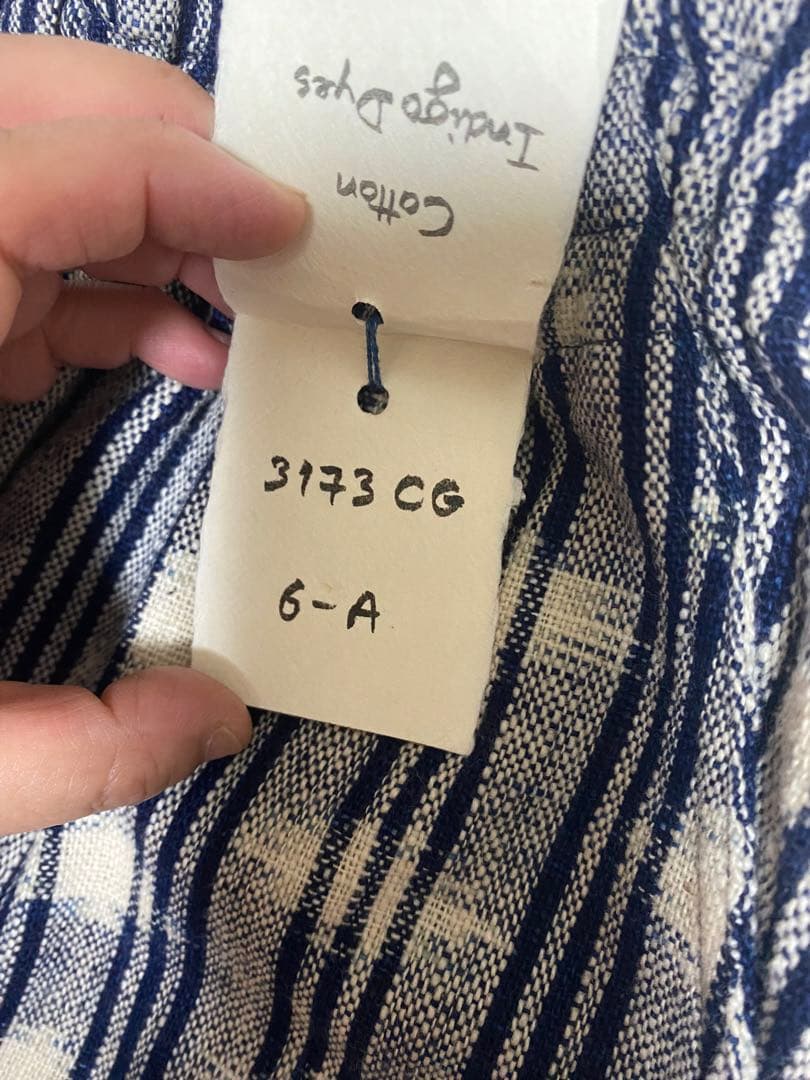 Cotton
Indigo Dyes
3173 CG
6-A